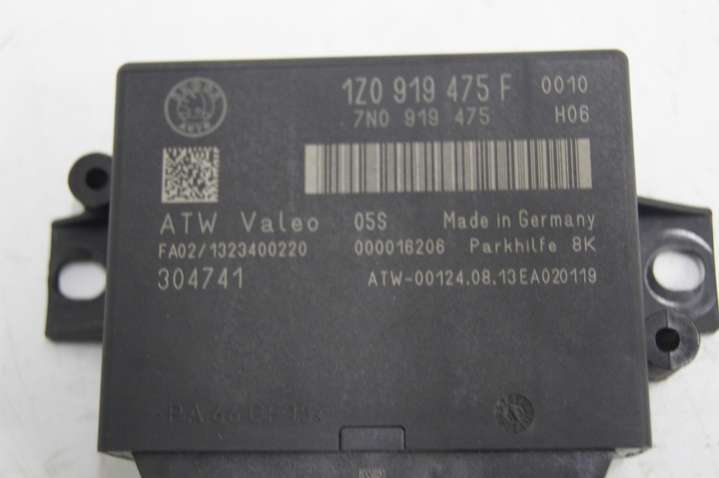 1Z0 919 475 F 0010
7N0 919 475 H06
ATW Valeo 05S Made in Germany
FA02/1323400220 000016206 Parkhilfe 8K
304741 ATW-00124.08.13EA020119